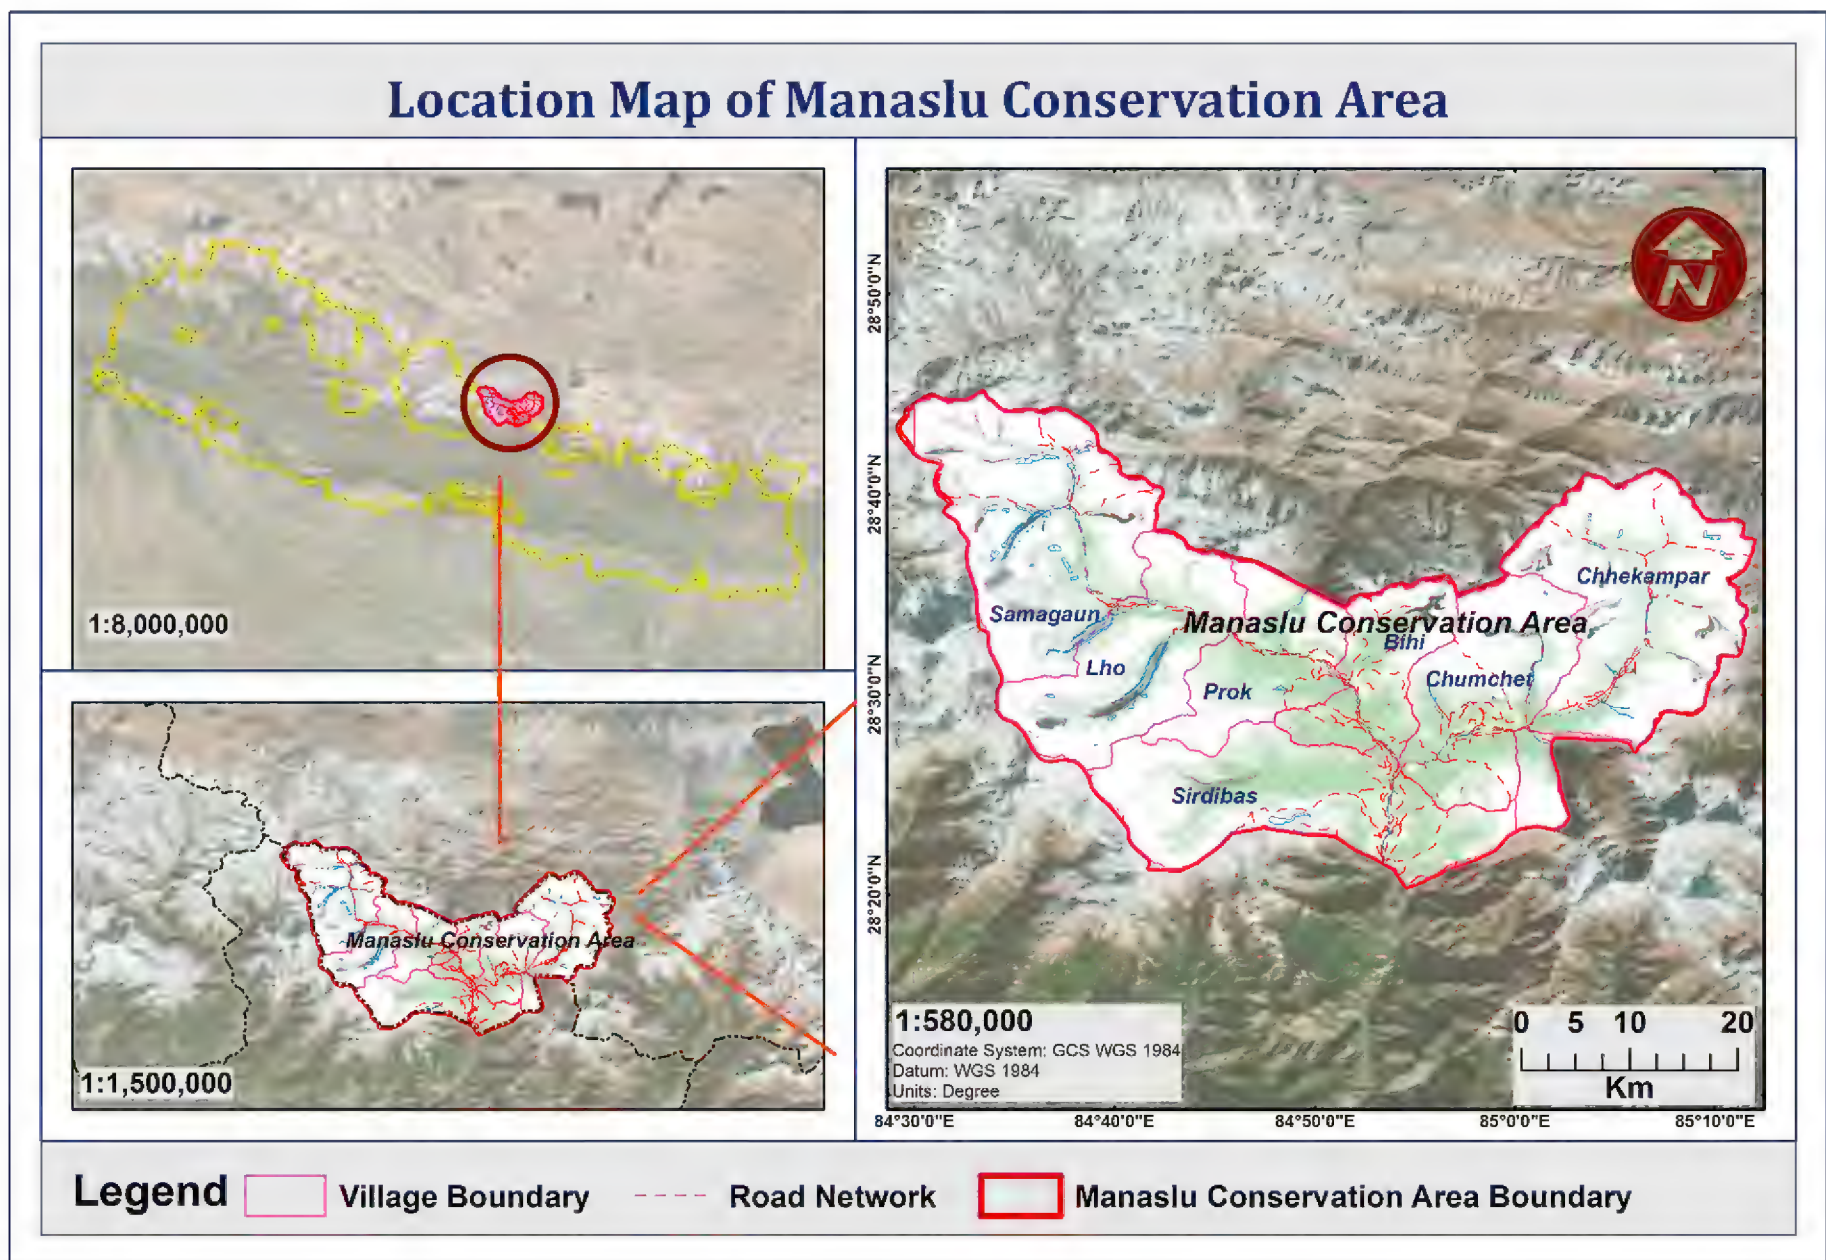 Location Map of Manaslu Conservation Area
1:8,000,000
Manaslu Conservation Area
1:1,500,000
N
28°50'0"N
28°40'0"N
28°30'0"N
28°20'0"N
Chhekampar
Samagaun
Manaslu Conservation Area
Bihi
Lho
Chumchet
Prok
Sirdibas
1:580,000
Coordinate System: GCS WGS 1984
Datum: WGS 1984
Units: Degree
0 5 10 20
Km
84°30'0"E 84°40'0"E 84°50'0"E 85°0'0"E 85°10'0"E
Legend Village Boundary Road Network Manaslu Conservation Area Boundary